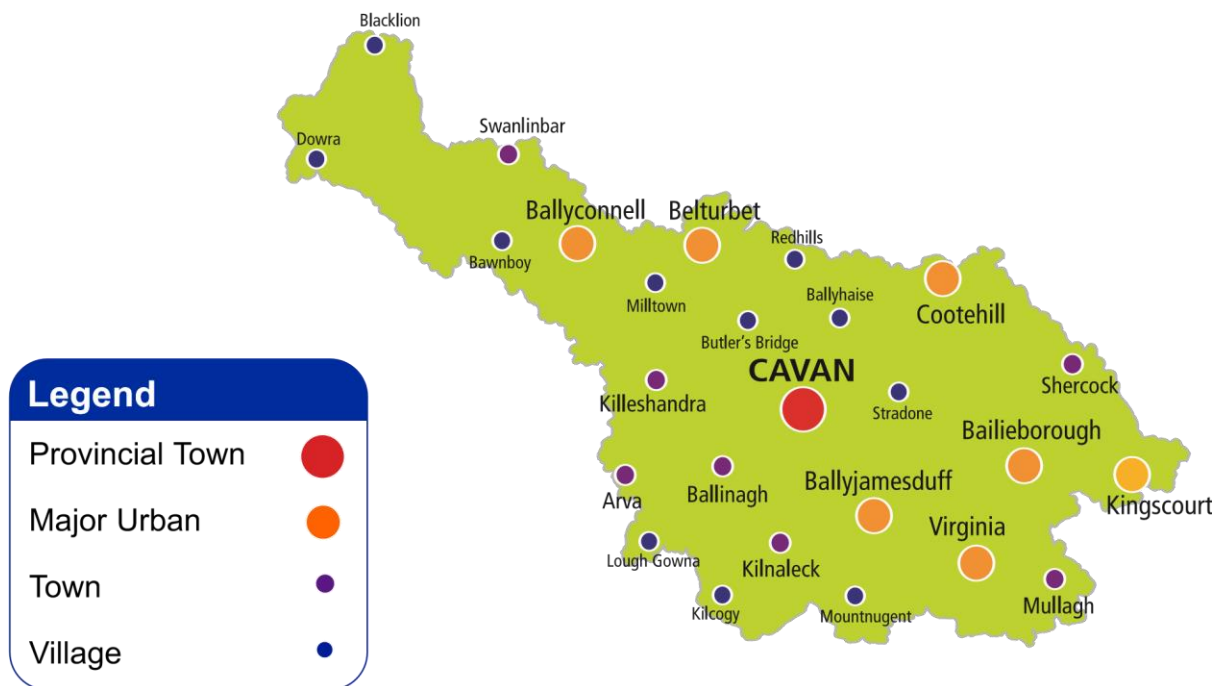 Blacklion
Swanlinbar
Dowra
Ballyconnell
Belturbet
Redhills
Bawnboy
Milltown
Ballyhaise
Cootehill
Butler's Bridge
CAVAN
Shercock
Killeshandra
Stradone
Bailieborough
Arva
Ballinagh
Ballyjamesduff
Kingscourt
Virginia
Lough Gowna
Kilnaleck
Kilcogy
Mountnugent
Mullagh
Legend
Provincial Town
Major Urban
Town
Village